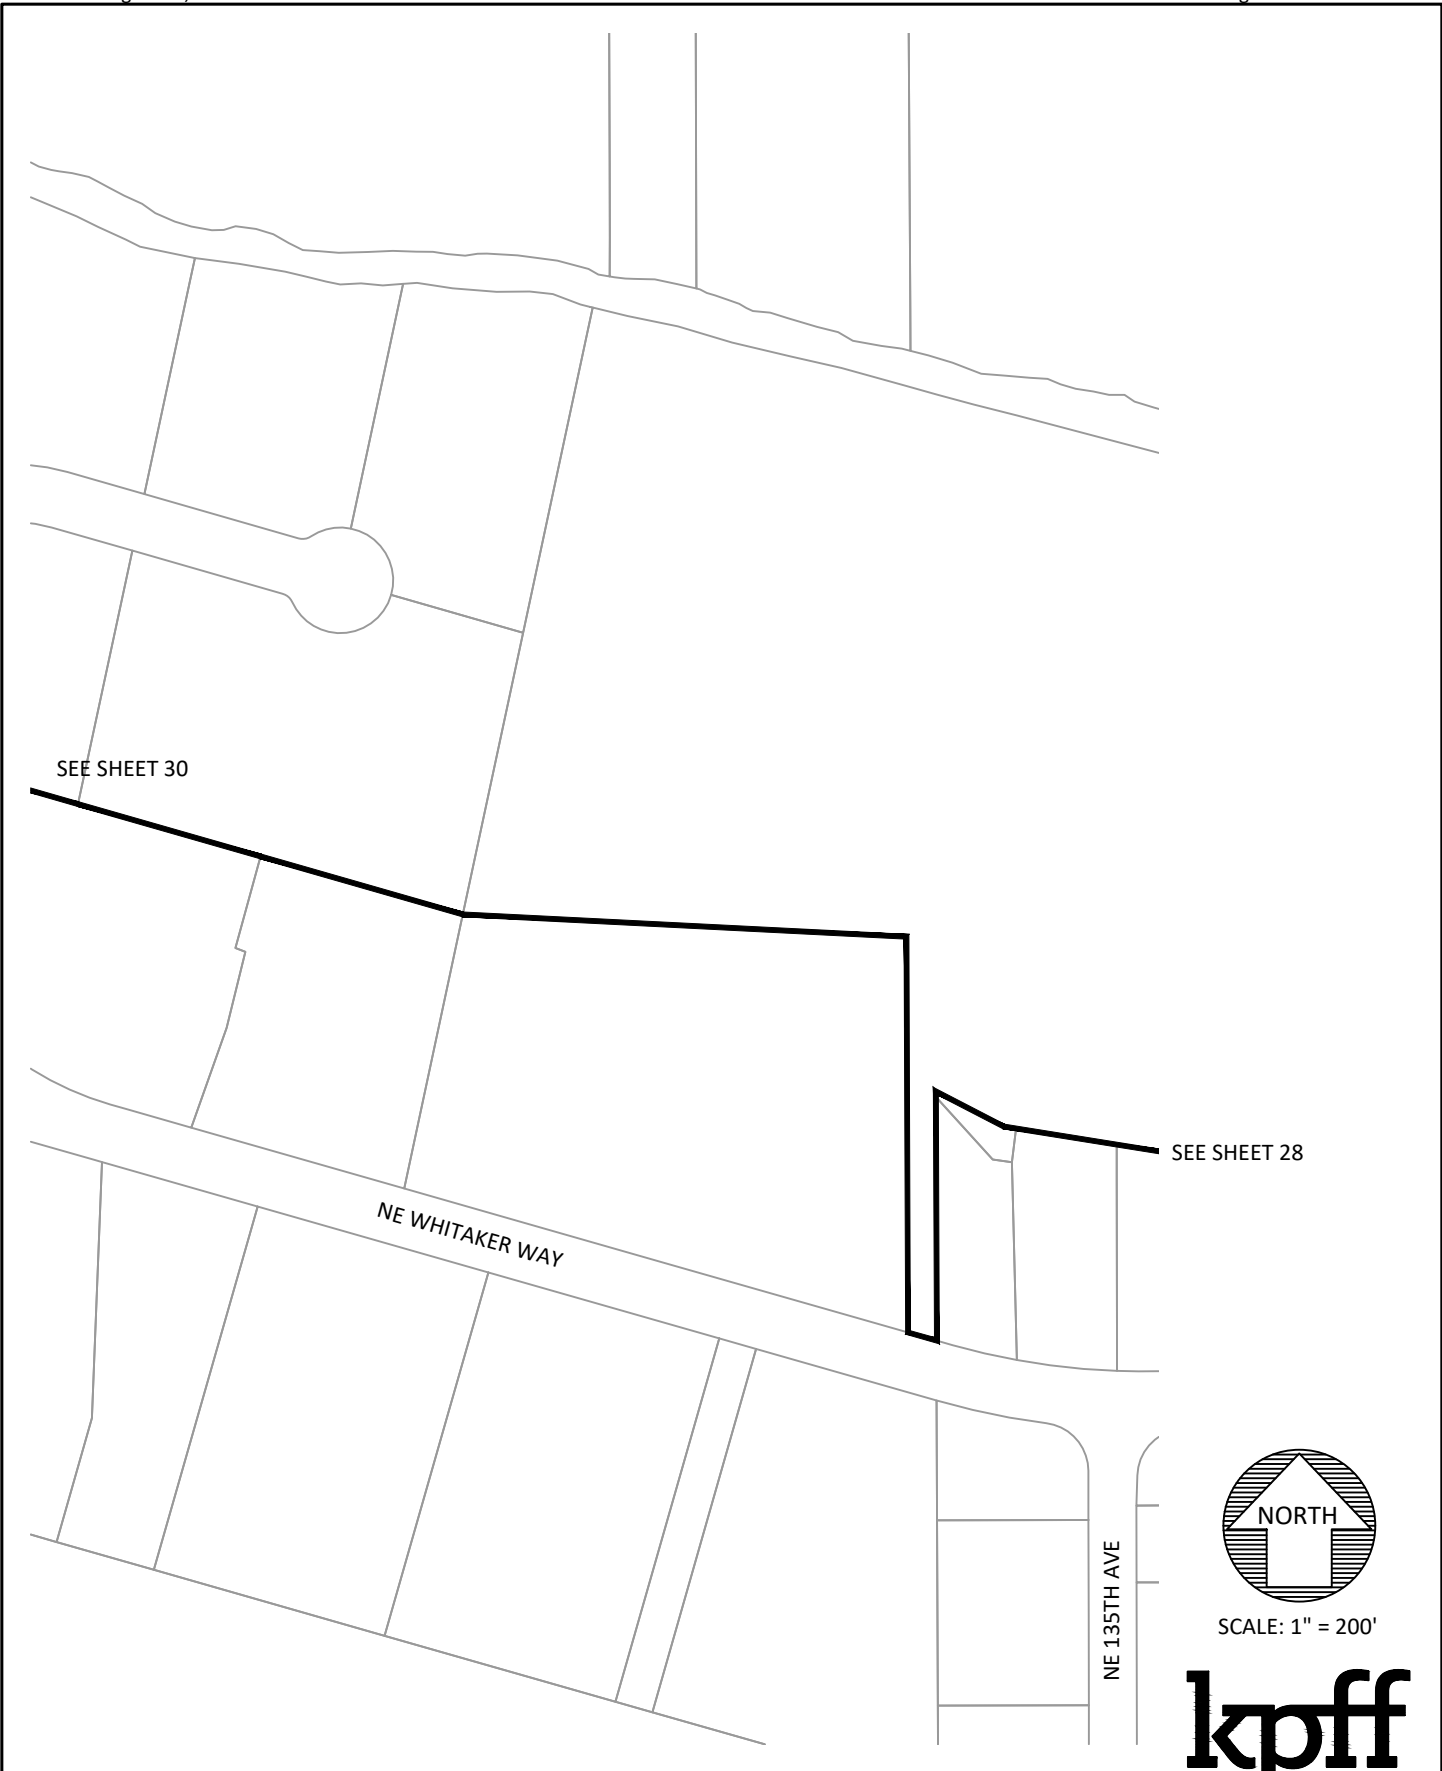 SEE SHEET 30
SEE SHEET 28
NE WHITAKER WAY
NORTH
NE 135TH AVE
SCALE: 1" = 200'
kpff